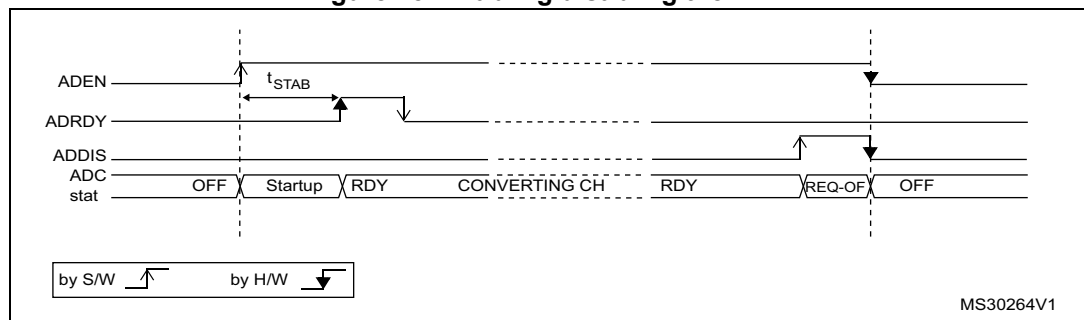 ADEN
tSTAB
ADRDY
ADDIS
ADC
stat
OFF Startup RDY CONVERTING CH RDY REQ-OF OFF
by S/W by H/W
MS30264V1